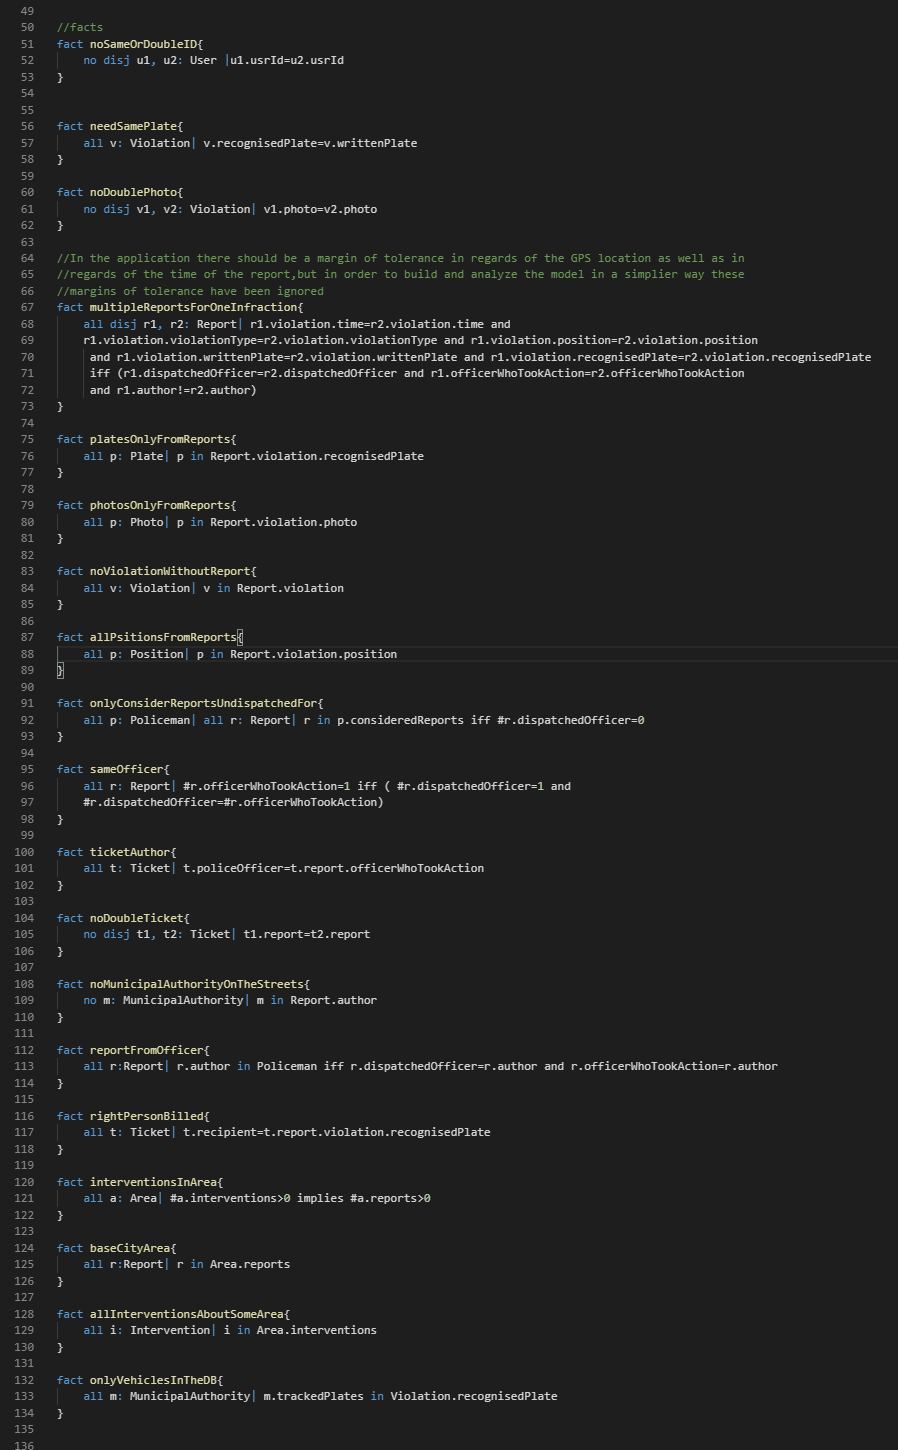 49
50 //facts
51 fact noSameOrDoubleID{
52 no disj u1, u2: User |u1.usrId=u2.usrId
53 }
54
55
56 fact needSamePlate{
57 all v: Violation| v.recognisedPlate=v.writtenPlate
58 }
59
60 fact noDoublePhoto{
61 no disj v1, v2: Violation| v1.photo=v2.photo
62 }
63
64 //In the application there should be a margin of tolerance in regards of the GPS location as well as in
65 //regards of the time of the report,but in order to build and analyze the model in a simplier way these
66 //margins of tolerance have been ignored
67 fact multipleReportsForOneInfraction{
68 all disj r1, r2: Report| r1.violation.time=r2.violation.time and
69 r1.violation.violationType=r2.violation.violationType and r1.violation.position=r2.violation.position
70 and r1.violation.writtenPlate=r2.violation.writtenPlate and r1.violation.recognisedPlate=r2.violation.recognisedPlate
71 iff (r1.dispatchedOfficer=r2.dispatchedOfficer and r1.officerWhoTookAction=r2.officerWhoTookAction
72 and r1.author!=r2.author)
73 }
74
75 fact platesOnlyFromReports{
76 all p: Plate| p in Report.violation.recognisedPlate
77 }
78
79 fact photosOnlyFromReports{
80 all p: Photo| p in Report.violation.photo
81 }
82
83 fact noViolationWithoutReport{
84 all v: Violation| v in Report.violation
85 }
86
87 fact allPsitionsFromReports{
88 all p: Position| p in Report.violation.position
89 }
90
91 fact onlyConsiderReportsUndispatchedFor{
92 all p: Policeman| all r: Report| r in p.consideredReports iff #r.dispatchedOfficer=0
93 }
94
95 fact sameOfficer{
96 all r: Report| #r.officerWhoTookAction=1 iff ( #r.dispatchedOfficer=1 and
97 #r.dispatchedOfficer=#r.officerWhoTookAction)
98 }
99
100 fact ticketAuthor{
101 all t: Ticket| t.policeOfficer=t.report.officerWhoTookAction
102 }
103
104 fact noDoubleTicket{
105 no disj t1, t2: Ticket| t1.report=t2.report
106 }
107
108 fact noMunicipalAuthorityOnTheStreets{
109 no m: MunicipalAuthority| m in Report.author
110 }
111
112 fact reportFromOfficer{
113 all r:Report| r.author in Policeman iff r.dispatchedOfficer=r.author and r.officerWhoTookAction=r.author
114 }
115
116 fact rightPersonBilled{
117 all t: Ticket| t.recipient=t.report.violation.recognisedPlate
118 }
119
120 fact interventionsInArea{
121 all a: Area| #a.interventions>0 implies #a.reports>0
122 }
123
124 fact baseCityArea{
125 all r:Report| r in Area.reports
126 }
127
128 fact allInterventionsAboutSomeArea{
129 all i: Intervention| i in Area.interventions
130 }
131
132 fact onlyVehiclesInTheDB{
133 all m: MunicipalAuthority| m.trackedPlates in Violation.recognisedPlate
134 }
135
136